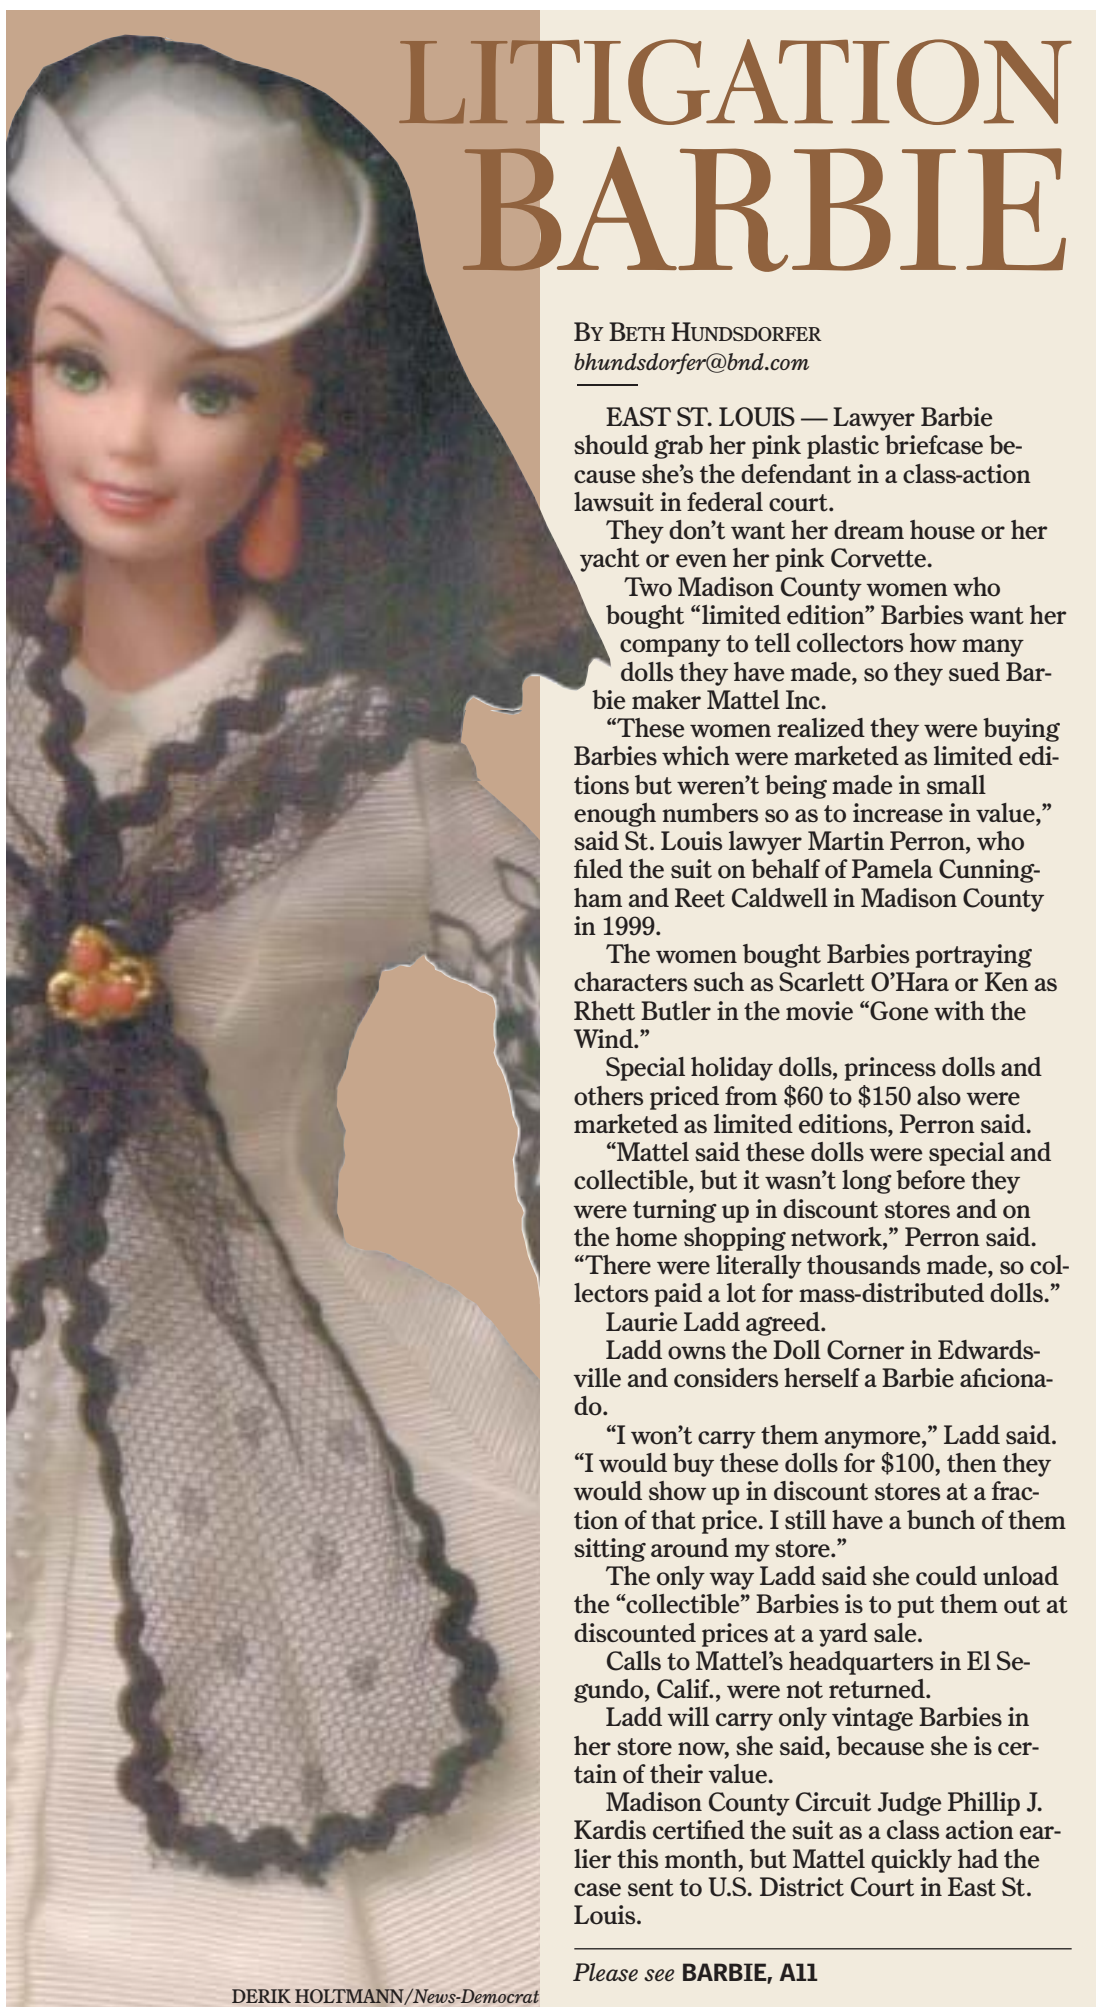 LITIGATION
BARBIE
BY BETH HUNDSDORFER
bhundsdorfer@bnd.com
EAST ST. LOUIS — Lawyer Barbie
should grab her pink plastic briefcase be-
cause she's the defendant in a class-action
lawsuit in federal court.
They don't want her dream house or her
yacht or even her pink Corvette.
Two Madison County women who
bought “limited edition” Barbies want her
company to tell collectors how many
dolls they have made, so they sued Bar-
bie maker Mattel Inc.
“These women realized they were buying
Barbies which were marketed as limited edi-
tions but weren't being made in small
enough numbers so as to increase in value,”
said St. Louis lawyer Martin Perron, who
filed the suit on behalf of Pamela Cunning-
ham and Reet Caldwell in Madison County
in 1999.
The women bought Barbies portraying
characters such as Scarlett O'Hara or Ken as
Rhett Butler in the movie “Gone with the
Wind.”
Special holiday dolls, princess dolls and
others priced from $60 to $150 also were
marketed as limited editions, Perron said.
“Mattel said these dolls were special and
collectible, but it wasn't long before they
were turning up in discount stores and on
the home shopping network,” Perron said.
“There were literally thousands made, so col-
lectors paid a lot for mass-distributed dolls.”
Laurie Ladd agreed.
Ladd owns the Doll Corner in Edwards-
ville and considers herself a Barbie aficiona-
do.
“I won't carry them anymore,” Ladd said.
“I would buy these dolls for $100, then they
would show up in discount stores at a frac-
tion of that price. I still have a bunch of them
sitting around my store.”
The only way Ladd said she could unload
the “collectible” Barbies is to put them out at
discounted prices at a yard sale.
Calls to Mattel's headquarters in El Se-
gundo, Calif., were not returned.
Ladd will carry only vintage Barbies in
her store now, she said, because she is cer-
tain of their value.
Madison County Circuit Judge Phillip J.
Kardis certified the suit as a class action ear-
lier this month, but Mattel quickly had the
case sent to U.S. District Court in East St.
Louis.
Please see BARBIE, A11
DERIK HOLTMANN/News-Democrat